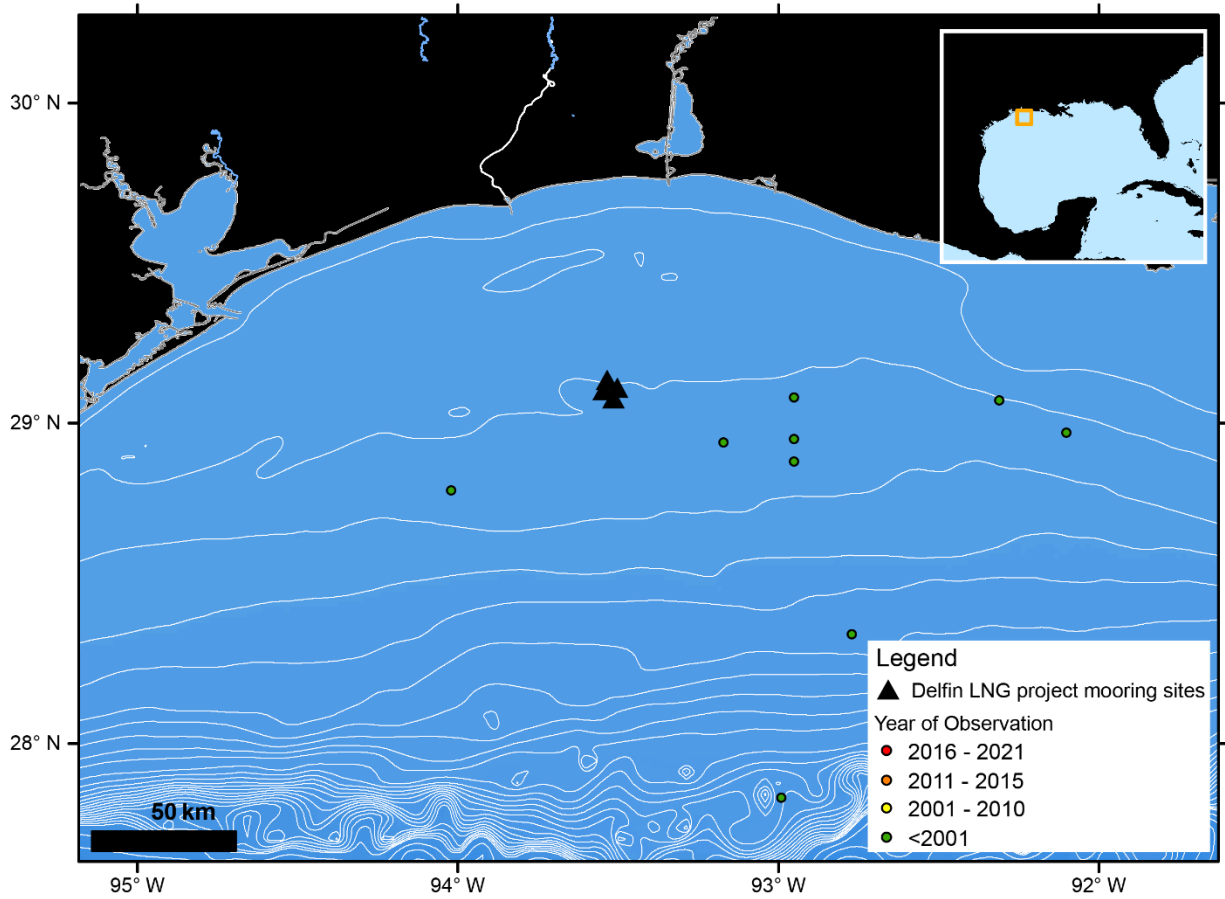 30° N
29° N
28° N
50 km
Legend
Delfin LNG project mooring sites
Year of Observation
2016 - 2021
2011 - 2015
2001 - 2010
<2001
95° W
94° W
93° W
92° W